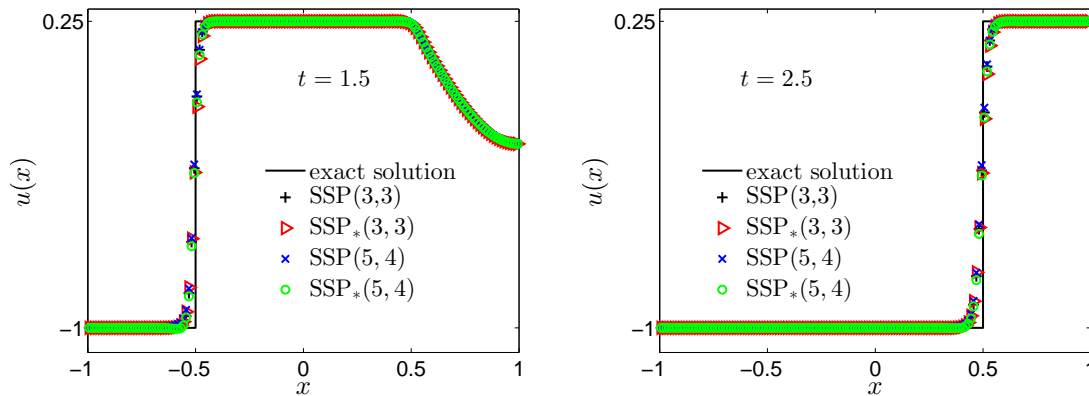 0.25
t = 1.5
u(x)
exact solution
SSP(3,3)
SSP∗(3, 3)
SSP(5, 4)
SSP∗(5, 4)
−1
−1 −0.5 0 0.5 1
x
0.25
t = 2.5
u(x)
exact solution
SSP(3,3)
SSP∗(3, 3)
SSP(5, 4)
SSP∗(5, 4)
−1
−1 −0.5 0 0.5 1
x